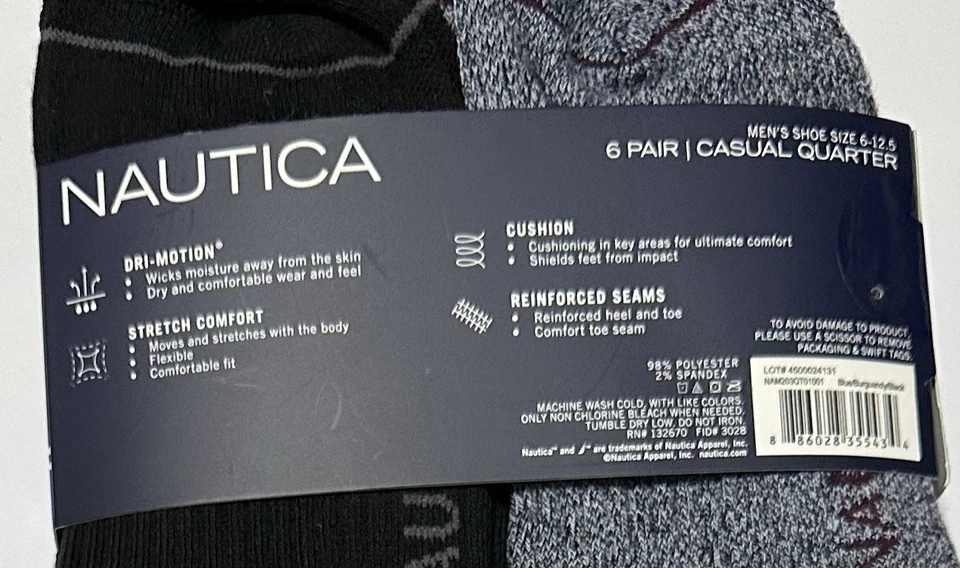 NAUTICA
MEN'S SHOE SIZE 6-12.5
6 PAIR | CASUAL QUARTER
DRI-MOTION®
• Wicks moisture away from the skin
• Dry and comfortable wear and feel
STRETCH COMFORT
• Moves and stretches with the body
• Flexible
• Comfortable fit
CUSHION
• Cushioning in key areas for ultimate comfort
• Shields feet from impact
REINFORCED SEAMS
• Reinforced heel and toe
• Comfort toe seam
TO AVOID DAMAGE TO PRODUCT,
PLEASE USE A SCISSOR TO REMOVE
PACKAGING & SWIFT TAGS.
98% POLYESTER
2% SPANDEX
MACHINE WASH COLD, WITH LIKE COLORS.
ONLY NON CHLORINE BLEACH WHEN NEEDED.
TUMBLE DRY LOW. DO NOT IRON.
RN# 132670 FID# 3028
Nautica™ and ™ are trademarks of Nautica Apparel, Inc.
©Nautica Apparel, Inc. nautica.com
LOT# 4500024131
NAM203QT01001 Blue/Burgundy/Black
8 86028 35543 4
AU
NAU